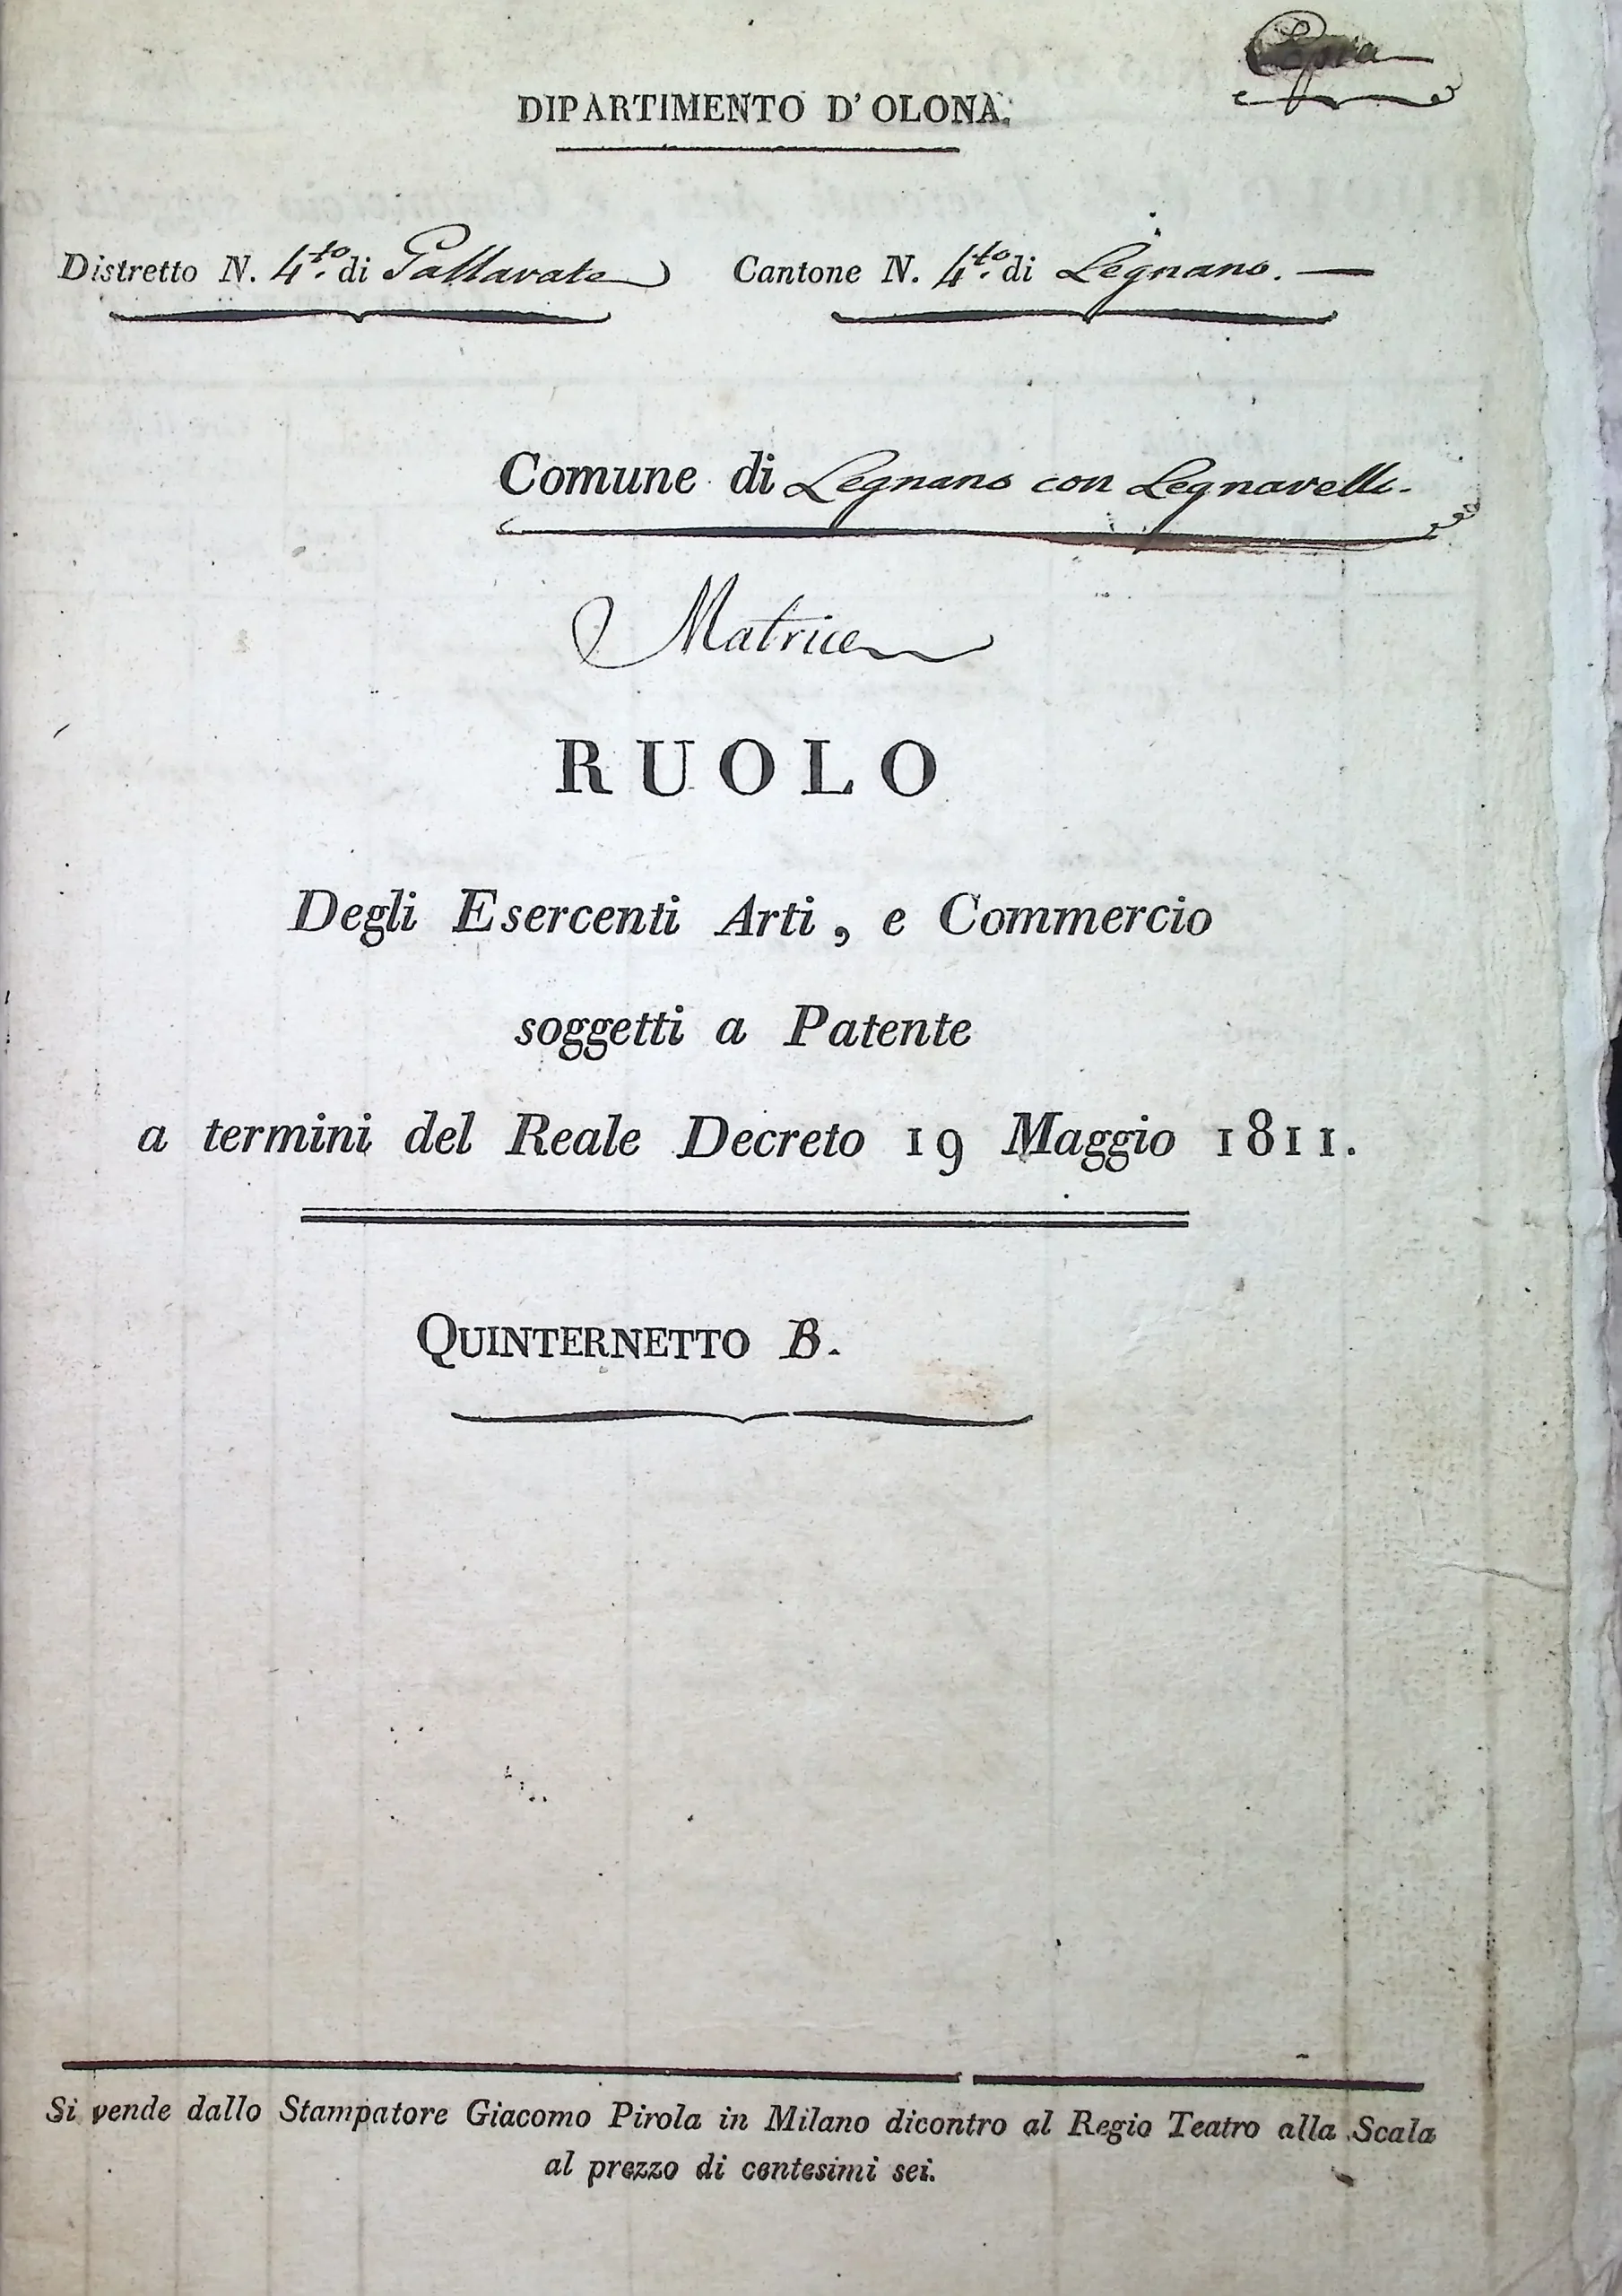 DIPARTIMENTO D' OLONA.
Distretto N. 4.to di Gallarate Cantone N. 4.to di Legnano. —
Comune di Legnano con Legnarello.
Matrice
RUOLO
Degli Esercenti Arti, e Commercio
soggetti a Patente
a termini del Reale Decreto 19 Maggio 1811.
QUINTERNETTO B.
Si vende dallo Stampatore Giacomo Pirola in Milano dicontro al Regio Teatro alla Scala
al prezzo di centesimi sei.